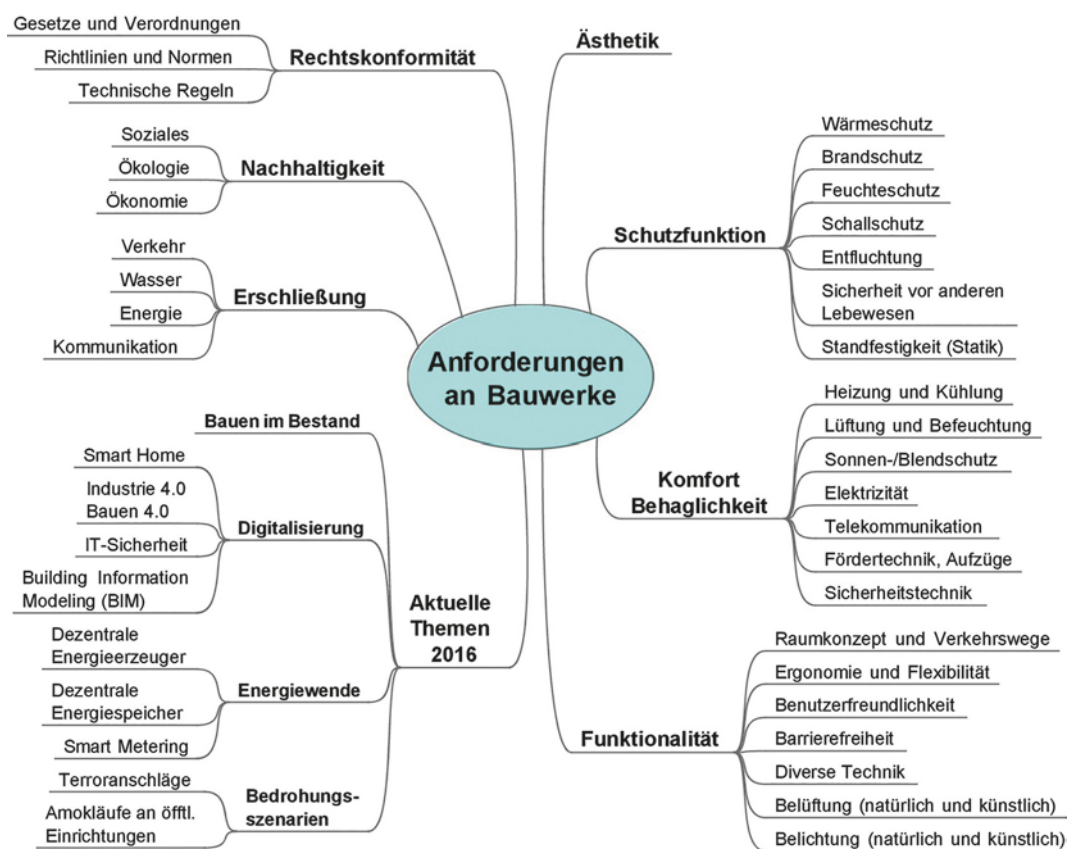 Anforderungen
an Bauwerke
Rechtskonformität
Gesetze und Verordnungen
Richtlinien und Normen
Technische Regeln
Nachhaltigkeit
Soziales
Ökologie
Ökonomie
Erschließung
Verkehr
Wasser
Energie
Kommunikation
Aktuelle
Themen
2016
Bauen im Bestand
Digitalisierung
Smart Home
Industrie 4.0
Bauen 4.0
IT-Sicherheit
Building Information
Modeling (BIM)
Energiewende
Dezentrale
Energieerzeuger
Dezentrale
Energiespeicher
Smart Metering
Bedrohungs-
szenarien
Terroranschläge
Amokläufe an öfftl.
Einrichtungen
Ästhetik
Schutzfunktion
Wärmeschutz
Brandschutz
Feuchteschutz
Schallschutz
Entfluchtung
Sicherheit vor anderen
Lebewesen
Standfestigkeit (Statik)
Komfort
Behaglichkeit
Heizung und Kühlung
Lüftung und Befeuchtung
Sonnen-/Blendschutz
Elektrizität
Telekommunikation
Fördertechnik, Aufzüge
Sicherheitstechnik
Funktionalität
Raumkonzept und Verkehrswege
Ergonomie und Flexibilität
Benutzerfreundlichkeit
Barrierefreiheit
Diverse Technik
Belüftung (natürlich und künstlich)
Belichtung (natürlich und künstlich)